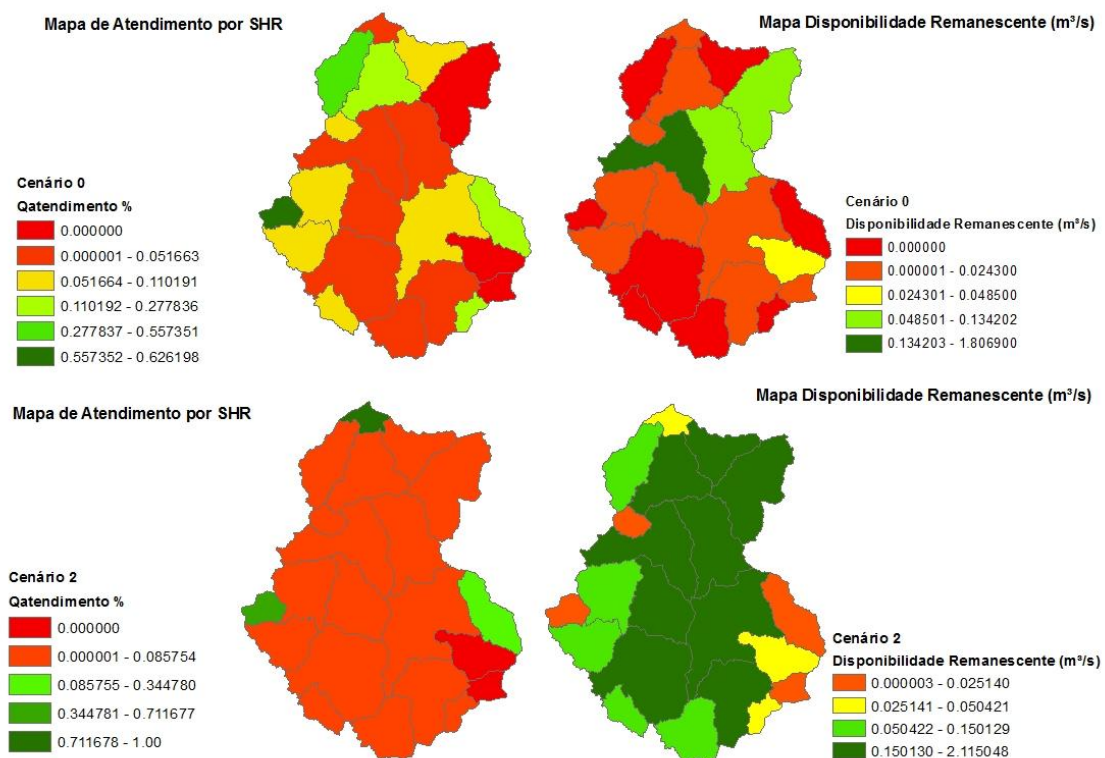 Mapa de Atendimento por SHR
Cenário 0
Qatendimento %
0.000000
0.000001 - 0.051663
0.051664 - 0.110191
0.110192 - 0.277836
0.277837 - 0.557351
0.557352 - 0.626198
Mapa Disponibilidade Remanescente (m³/s)
Cenário 0
Disponibilidade Remanescente (m³/s)
0.000000
0.000001 - 0.024300
0.024301 - 0.048500
0.048501 - 0.134202
0.134203 - 1.806900
Mapa de Atendimento por SHR
Cenário 2
Qatendimento %
0.000000
0.000001 - 0.085754
0.085755 - 0.344780
0.344781 - 0.711677
0.711678 - 1.00
Mapa Disponibilidade Remanescente (m³/s)
Cenário 2
Disponibilidade Remanescente (m³/s)
0.000003 - 0.025140
0.025141 - 0.050421
0.050422 - 0.150129
0.150130 - 2.115048